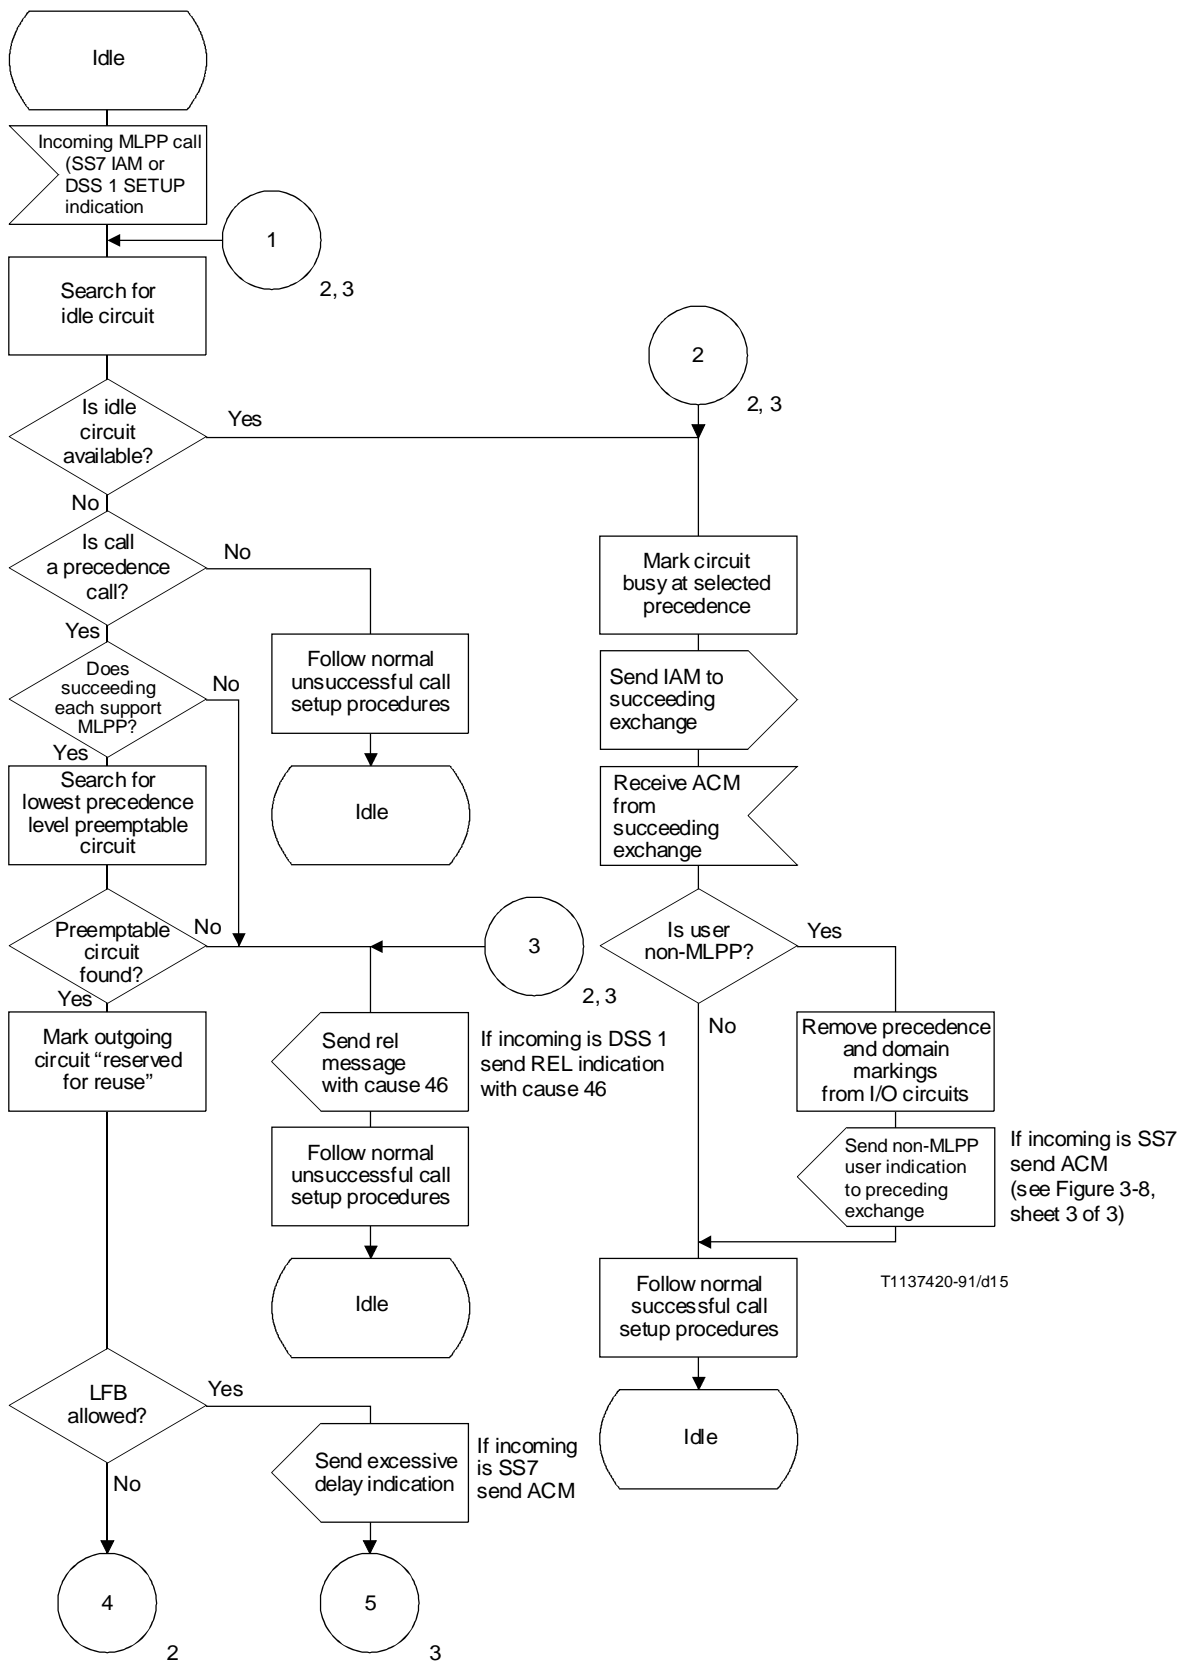 Idle
Incoming MLPP call
(SS7 IAM or
DSS 1 SETUP
indication
1
2, 3
Search for
idle circuit
2
2, 3
Is idle
circuit
available?
Yes
No
Is call
a precedence
call?
No
Yes
Mark circuit
busy at selected
precedence
Does
succeeding
each support
MLPP?
No
Yes
Follow normal
unsuccessful call
setup procedures
Send IAM to
succeeding
exchange
Search for
lowest precedence
level preemptable
circuit
Idle
Receive ACM
from
succeeding
exchange
Preemptable
circuit
found?
No
Yes
3
2, 3
Is user
non-MLPP?
Yes
No
Mark outgoing
circuit “reserved
for reuse”
Send rel
message
with cause 46
If incoming is DSS 1
send REL indication
with cause 46
Remove precedence
and domain
markings
from I/O circuits
Follow normal
unsuccessful call
setup procedures
Send non-MLPP
user indication
to preceding
exchange
If incoming is SS7
send ACM
(see Figure 3-8,
sheet 3 of 3)
Idle
Follow normal
successful call
setup procedures
T1137420-91/d15
LFB
allowed?
Yes
No
Idle
Send excessive
delay indication
If incoming
is SS7
send ACM
4
2
5
3